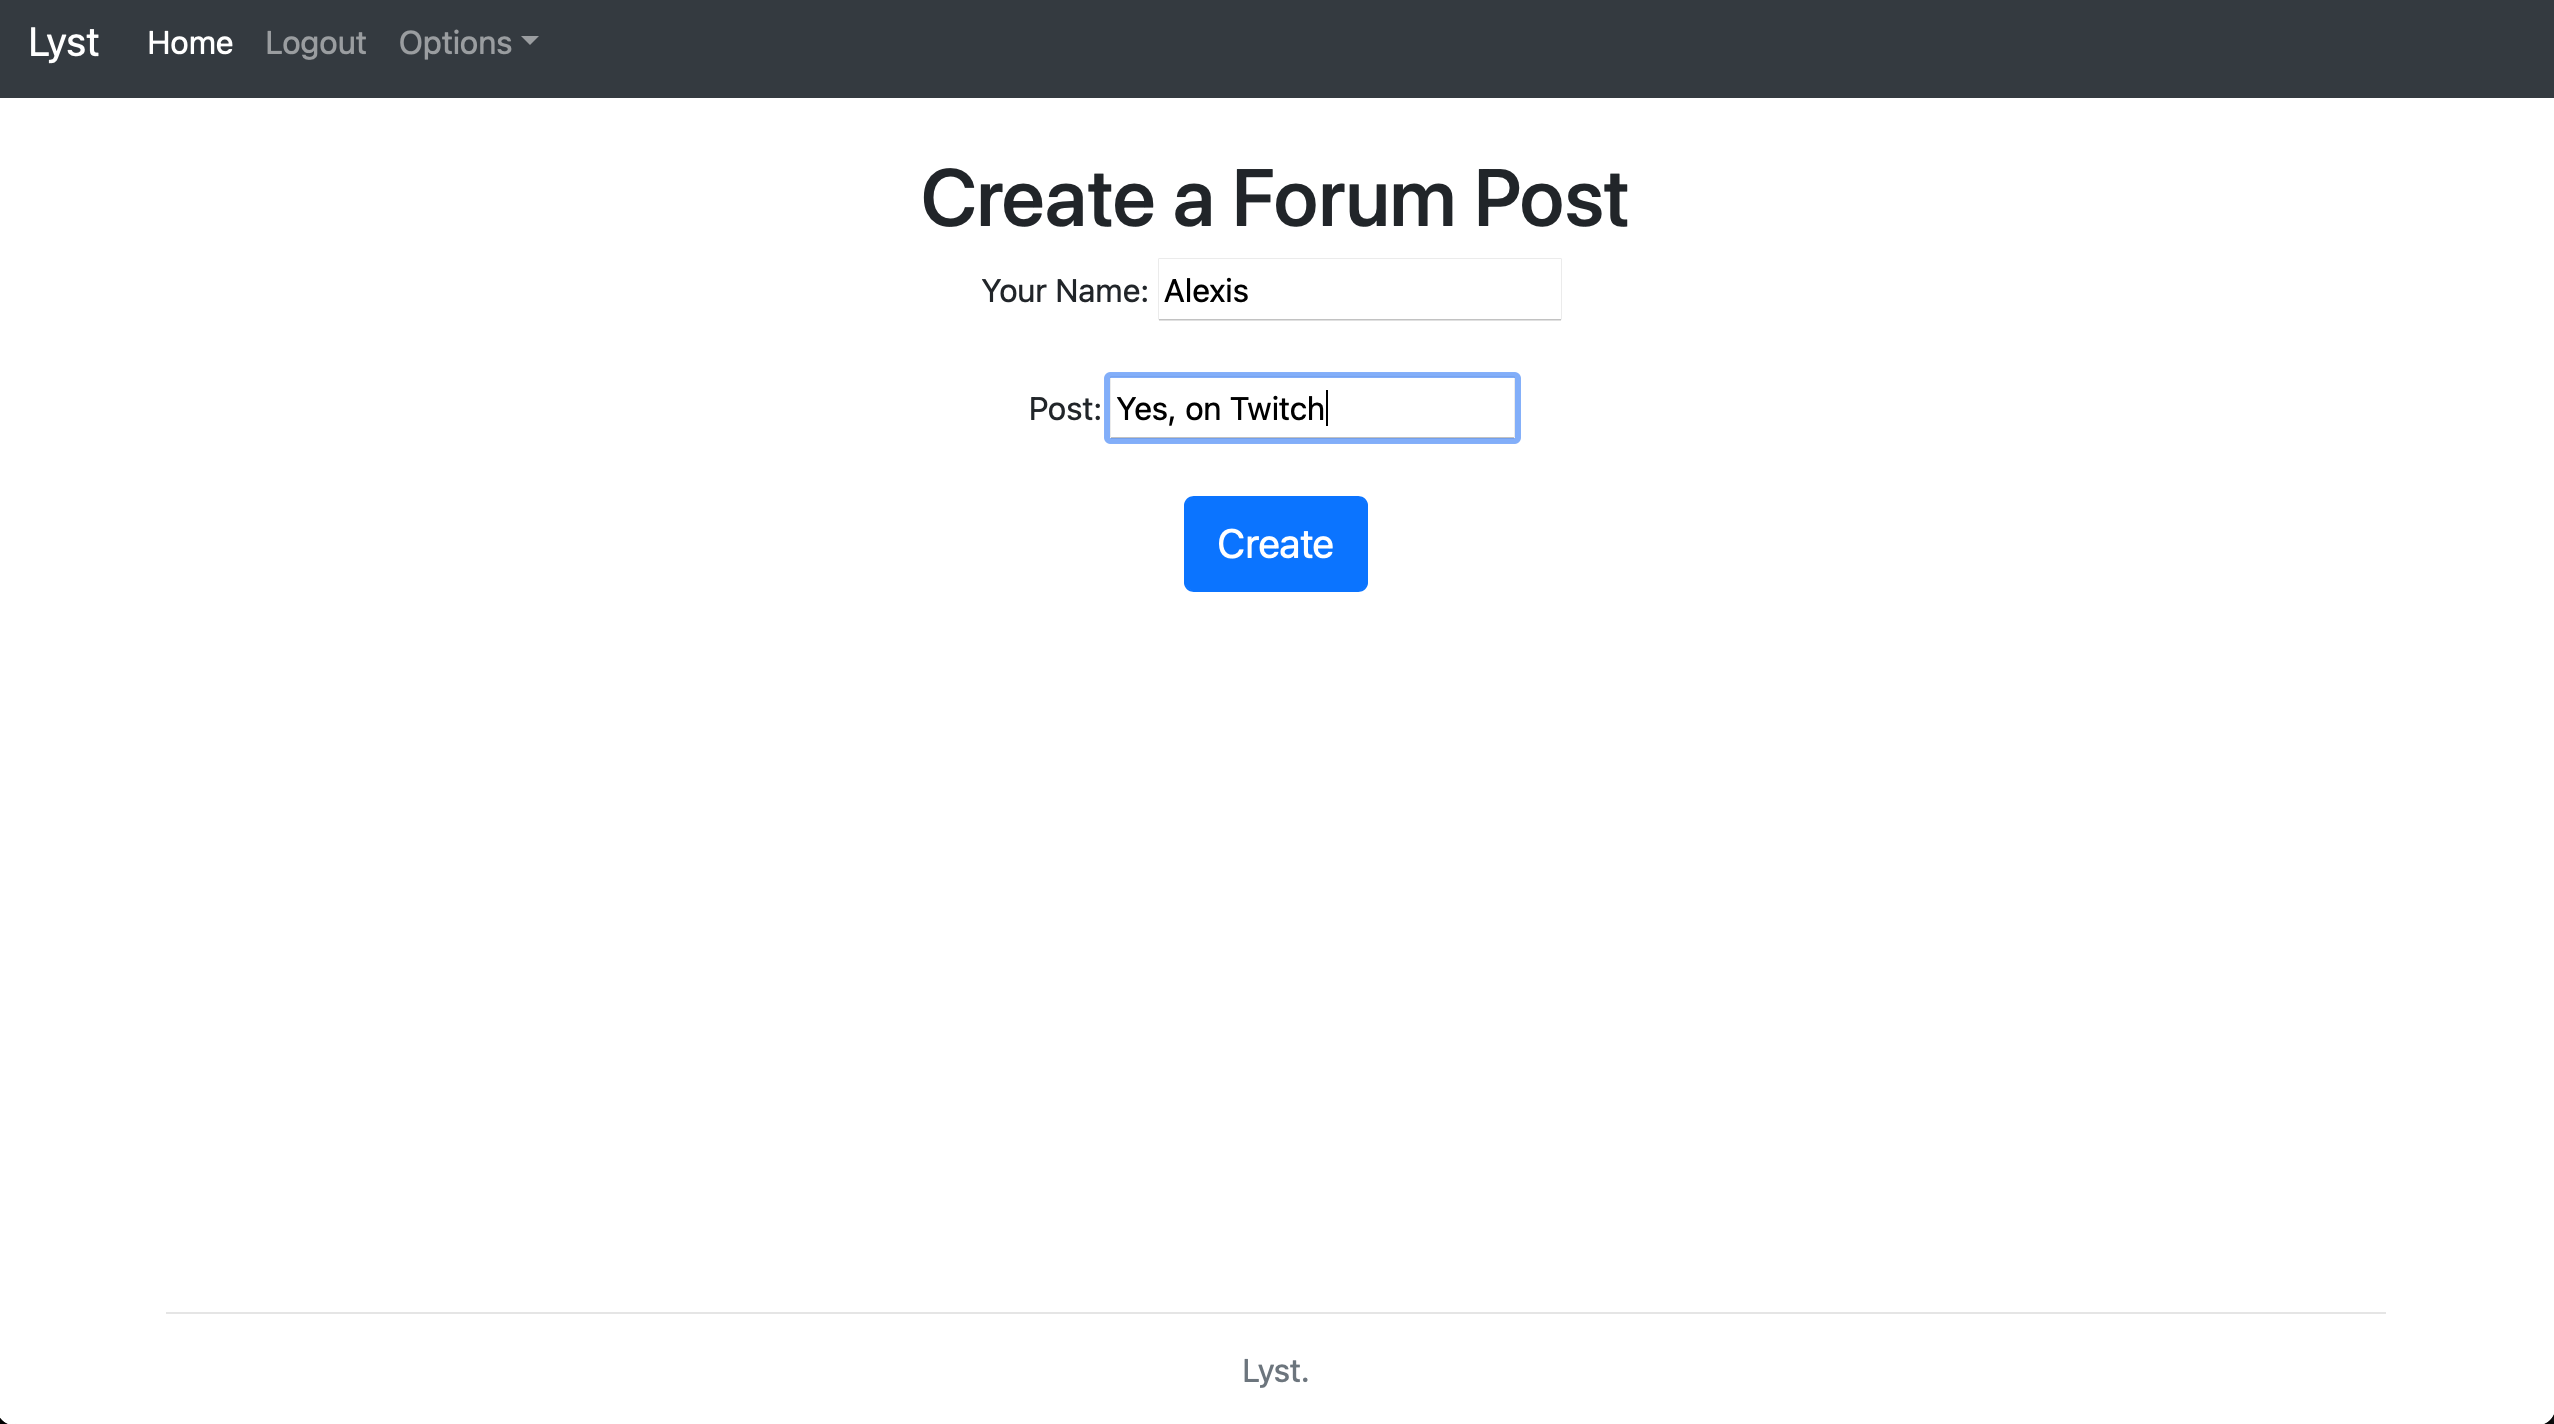 Lyst Home Logout Options
Create a Forum Post
Your Name: Alexis
Post: Yes, on Twitch
Create
Lyst.